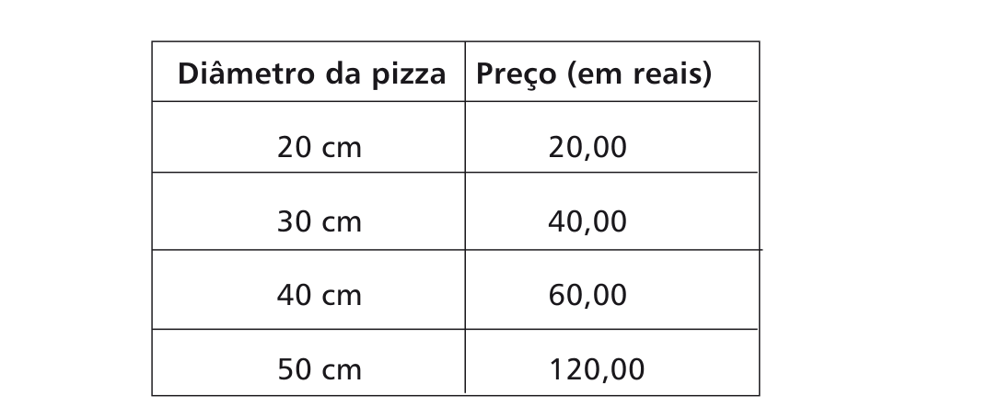 Diâmetro da pizza Preço (em reais)
20 cm 20,00
30 cm 40,00
40 cm 60,00
50 cm 120,00